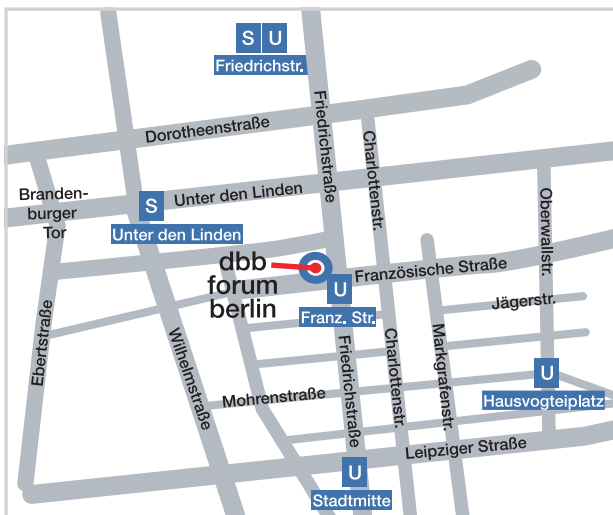 S U
Friedrichstr.
Dorotheenstraße
Friedrichstraße
Charlottenstr.
Branden-
burger
Tor
S
Unter den Linden
Unter den Linden
Oberwallstr.
dbb
forum
berlin
U
Franz. Str.
Französische Straße
Jägerstr.
Ebertstraße
Wilhelmstraße
Friedrichstraße
Charlottenstr.
Markgrafenstr.
Mohrenstraße
U
Hausvogteiplatz
Leipziger Straße
U
Stadtmitte